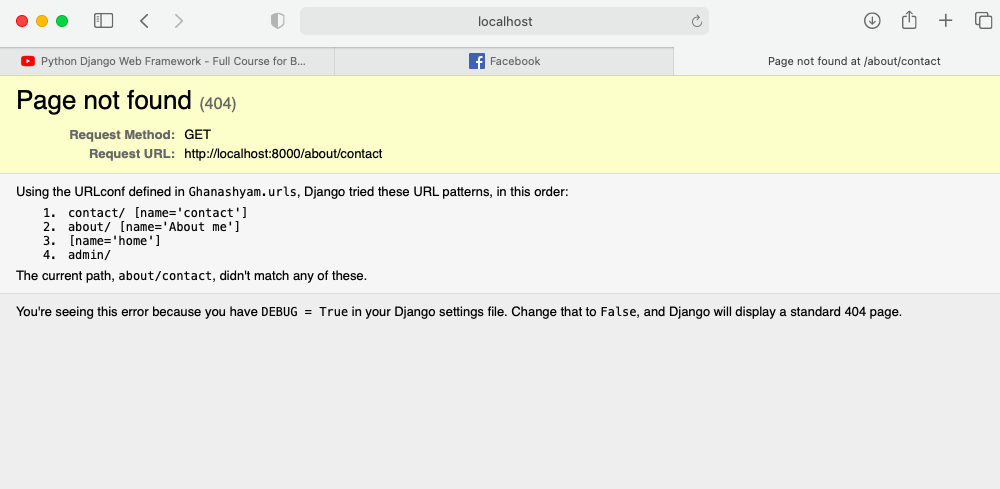 localhost
Python Django Web Framework - Full Course for B...
Facebook
Page not found at /about/contact
Page not found (404)
Request Method: GET
Request URL: http://localhost:8000/about/contact
Using the URLconf defined in Ghanashyam.urls, Django tried these URL patterns, in this order:
1. contact/ [name='contact']
2. about/ [name='About me']
3. [name='home']
4. admin/
The current path, about/contact, didn't match any of these.
You're seeing this error because you have DEBUG = True in your Django settings file. Change that to False, and Django will display a standard 404 page.